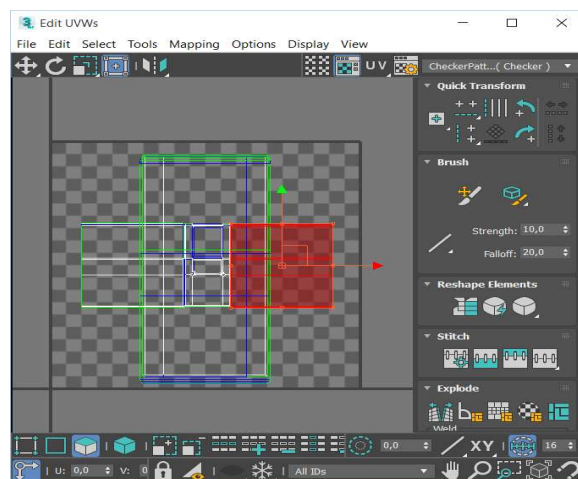 Edit UVWs
File Edit Select Tools Mapping Options Display View
UV CheckerPatt...( Checker )
Quick Transform
Brush
Strength: 10,0
Falloff: 20,0
Reshape Elements
Stitch
Explode
Weld
0,0 XY 16
U: 0,0 V: 0 All IDs